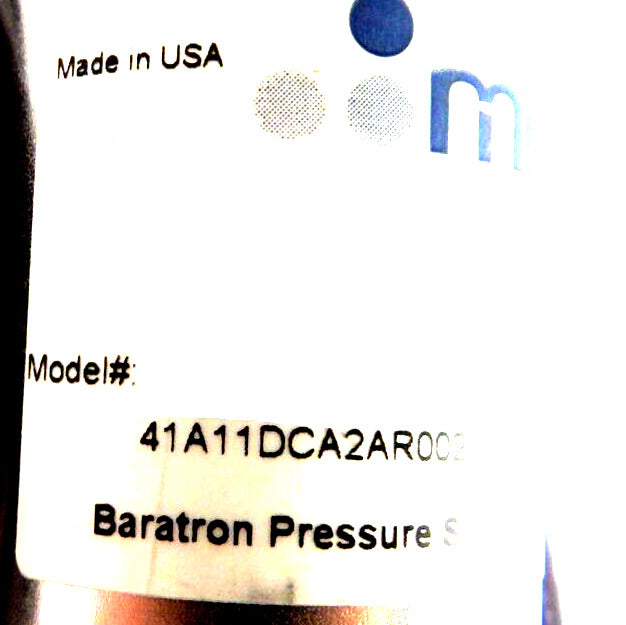 Made in USA
m
Model#:
41A11DCA2AR002
Baratron Pressure